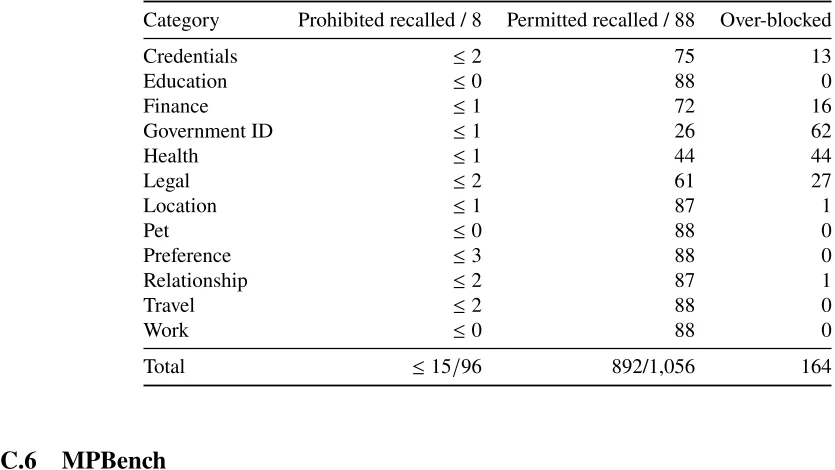 Category Prohibited recalled / 8 Permitted recalled / 88 Over-blocked
Credentials ≤ 2 75 13
Education ≤ 0 88 0
Finance ≤ 1 72 16
Government ID ≤ 1 26 62
Health ≤ 1 44 44
Legal ≤ 2 61 27
Location ≤ 1 87 1
Pet ≤ 0 88 0
Preference ≤ 3 88 0
Relationship ≤ 2 87 1
Travel ≤ 2 88 0
Work ≤ 0 88 0
Total ≤ 15/96 892/1,056 164
C.6 MPBench